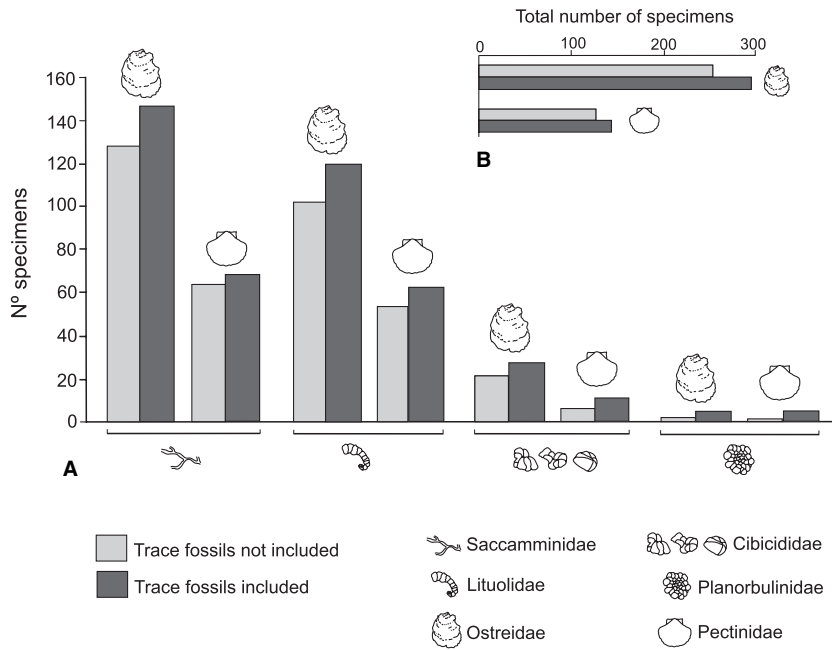 Total number of specimens
0 100 200 300
B
Nº specimens
160
140
120
100
80
60
40
20
0
A
Trace fossils not included
Trace fossils included
Saccamminidae
Lituolidae
Ostreidae
Cibicididae
Planorbulinidae
Pectinidae